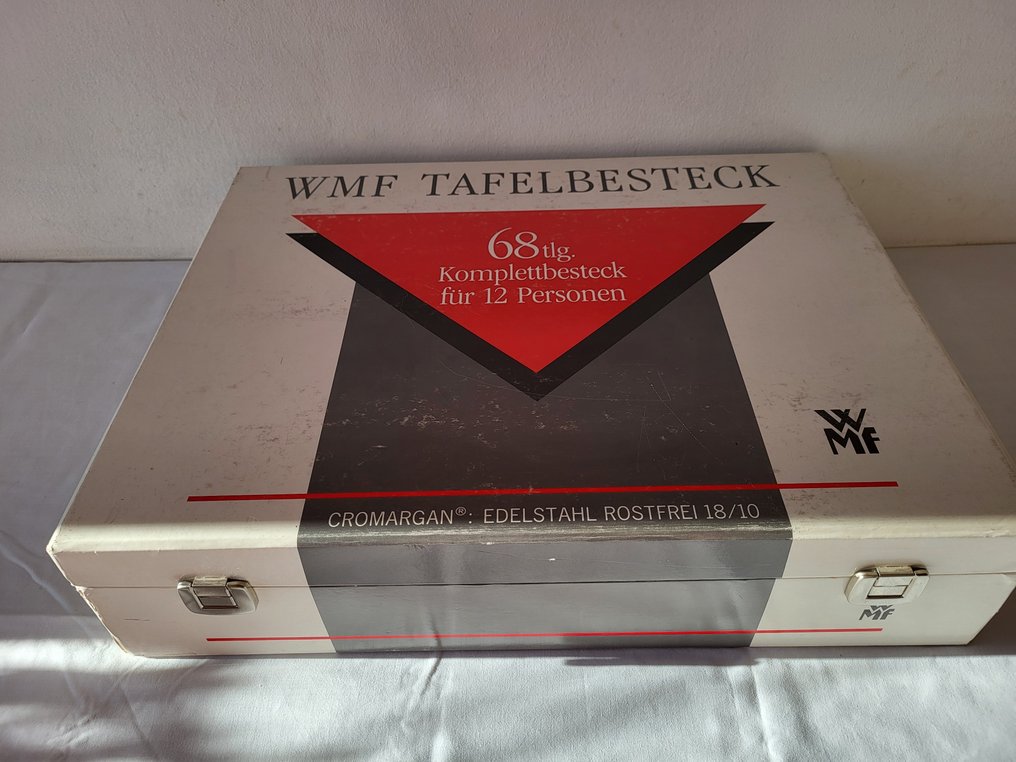 WMF TAFELBESTECK
68 tlg.
Komplettbesteck
für 12 Personen
WMF
CROMARGAN®: EDELSTAHL ROSTFREI 18/10
WMF